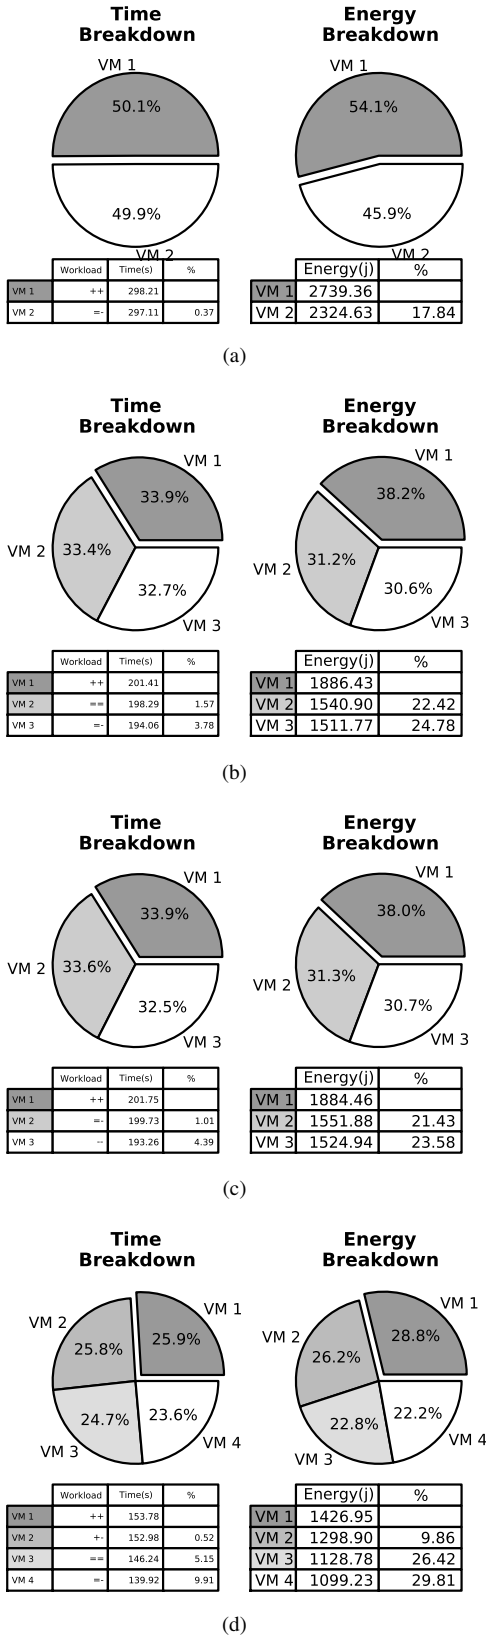 Time
Breakdown
Energy
Breakdown
VM 1
50.1%
49.9%
VM 2
VM 1
54.1%
45.9%
VM 2
Workload Time(s) %
VM 1 ++ 298.21
VM 2 =- 297.11 0.37
Energy(j) %
VM 1 2739.36
VM 2 2324.63 17.84
(a)
Time
Breakdown
Energy
Breakdown
VM 1
33.9%
VM 2
33.4%
32.7%
VM 3
VM 1
38.2%
VM 2
31.2%
30.6%
VM 3
Workload Time(s) %
VM 1 ++ 201.41
VM 2 == 198.29 1.57
VM 3 =- 194.06 3.78
Energy(j) %
VM 1 1886.43
VM 2 1540.90 22.42
VM 3 1511.77 24.78
(b)
Time
Breakdown
Energy
Breakdown
VM 1
33.9%
VM 2
33.6%
32.5%
VM 3
VM 1
38.0%
VM 2
31.3%
30.7%
VM 3
Workload Time(s) %
VM 1 ++ 201.75
VM 2 =- 199.73 1.01
VM 3 -- 193.26 4.39
Energy(j) %
VM 1 1884.46
VM 2 1551.88 21.43
VM 3 1524.94 23.58
(c)
Time
Breakdown
Energy
Breakdown
VM 1
25.9%
VM 2
25.8%
24.7%
VM 3
23.6%
VM 4
VM 1
28.8%
VM 2
26.2%
22.8%
VM 3
22.2%
VM 4
Workload Time(s) %
VM 1 ++ 153.78
VM 2 +- 152.98 0.52
VM 3 == 146.24 5.15
VM 4 =- 139.92 9.91
Energy(j) %
VM 1 1426.95
VM 2 1298.90 9.86
VM 3 1128.78 26.42
VM 4 1099.23 29.81
(d)